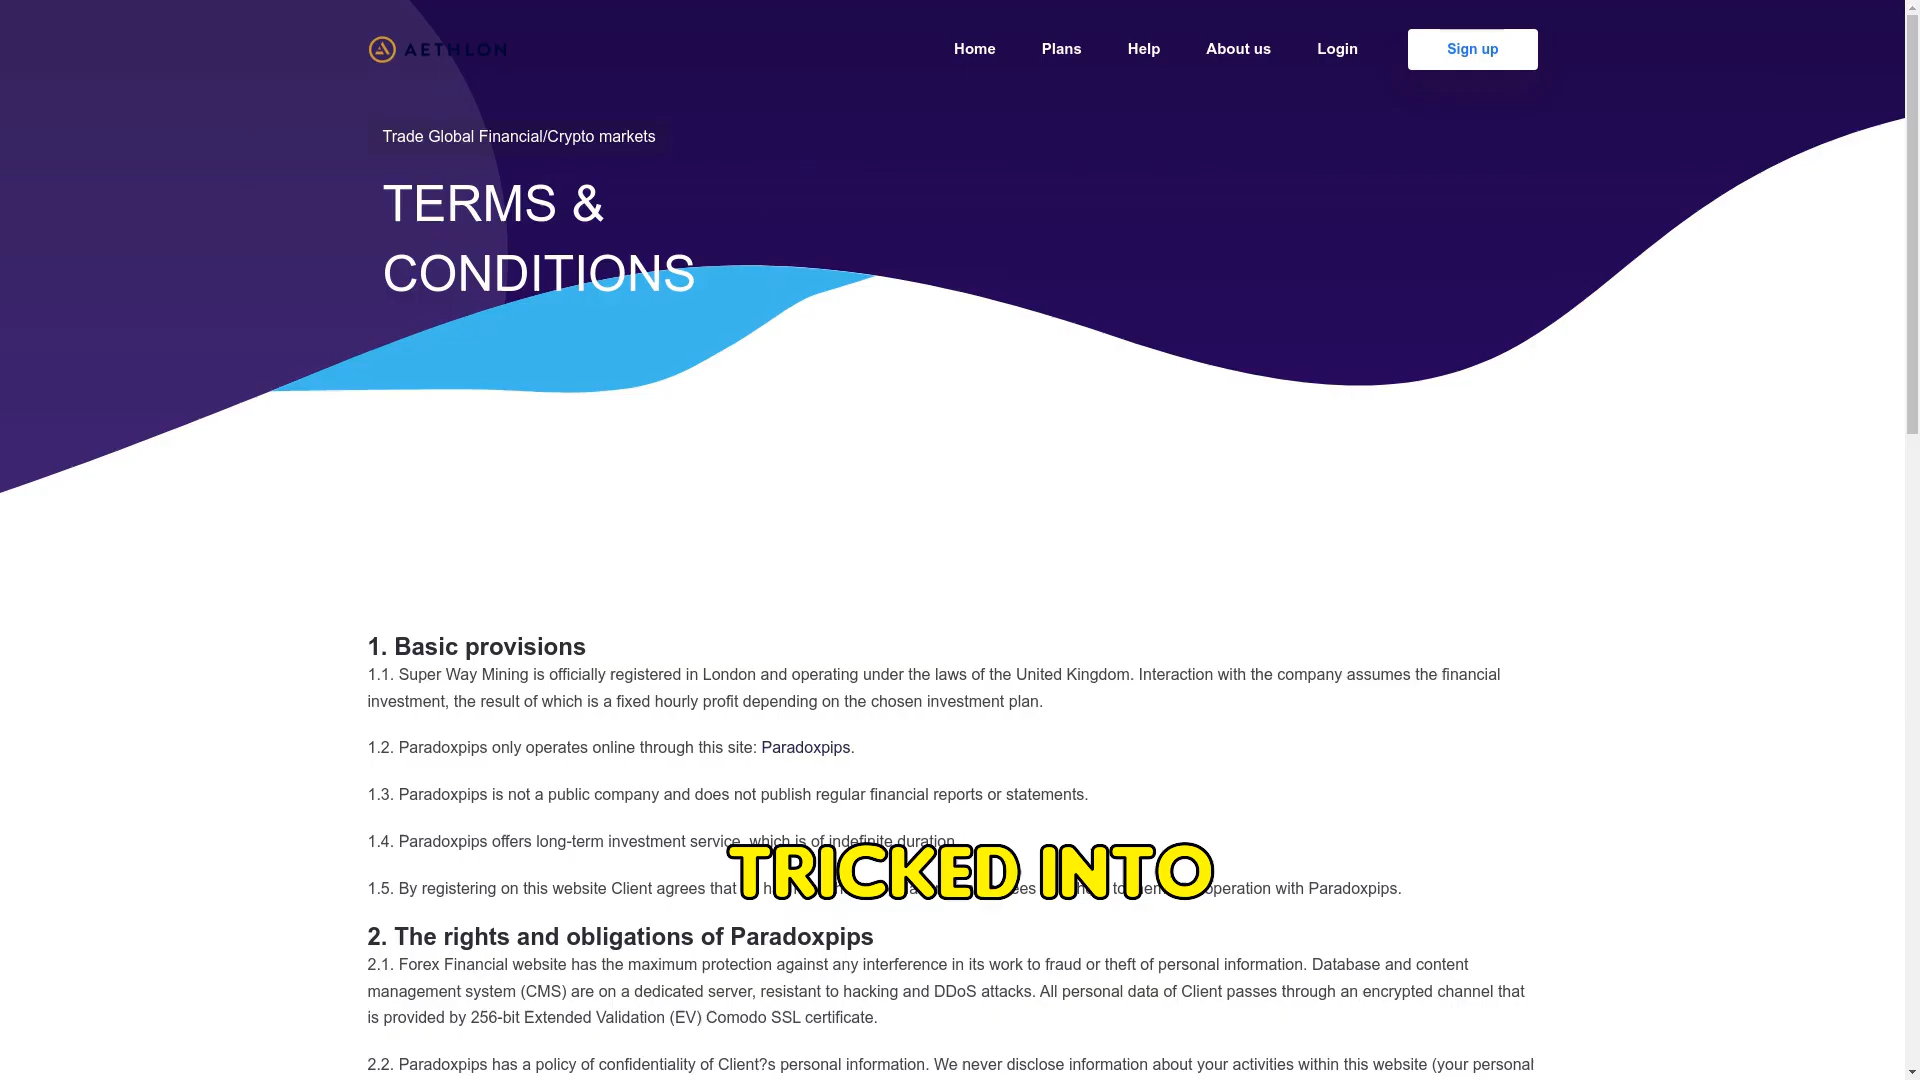 AETHLON
Home
Plans
Help
About us
Login
Sign up
Trade Global Financial/Crypto markets
TERMS &
CONDITIONS
1. Basic provisions
1.1. Super Way Mining is officially registered in London and operating under the laws of the United Kingdom. Interaction with the company assumes the financial
investment, the result of which is a fixed hourly profit depending on the chosen investment plan.
1.2. Paradoxpips only operates online through this site: Paradoxpips.
1.3. Paradoxpips is not a public company and does not publish regular financial reports or statements.
1.4. Paradoxpips offers long-term investment service, which is of indefinite duration.
TRICKED INTO
1.5. By registering on this website Client agrees that operation with Paradoxpips.
2. The rights and obligations of Paradoxpips
2.1. Forex Financial website has the maximum protection against any interference in its work to fraud or theft of personal information. Database and content
management system (CMS) are on a dedicated server, resistant to hacking and DDoS attacks. All personal data of Client passes through an encrypted channel that
is provided by 256-bit Extended Validation (EV) Comodo SSL certificate.
2.2. Paradoxpips has a policy of confidentiality of Client?s personal information. We never disclose information about your activities within this website (your personal